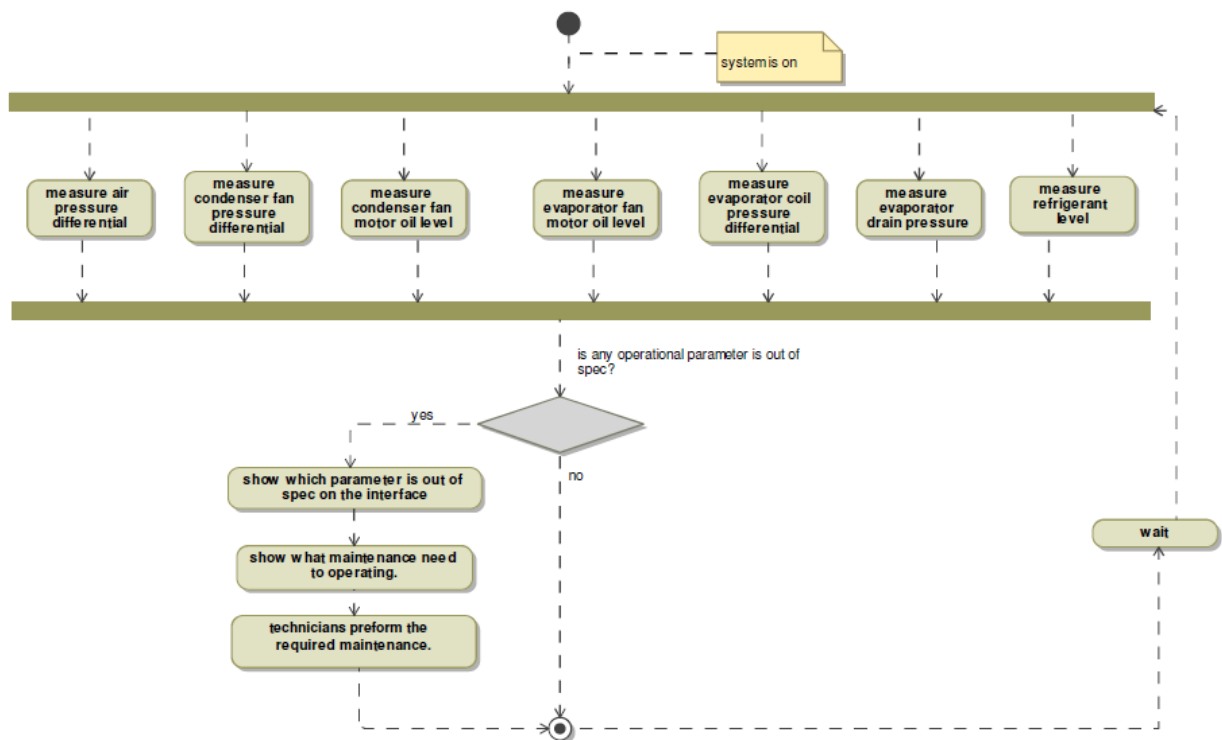 system is on
measure air
pressure
differential
measure
condenser fan
pressure
differential
measure
condenser fan
motor oil level
measure
evaporator fan
motor oil level
measure
evaporator coil
pressure
differential
measure
evaporator
drain pressure
measure
refrigerant
level
is any operational parameter is out of
spec?
yes
no
show which parameter is out of
spec on the interface
show what maintenance need
to operating.
technicians preform the
required maintenance.
wait